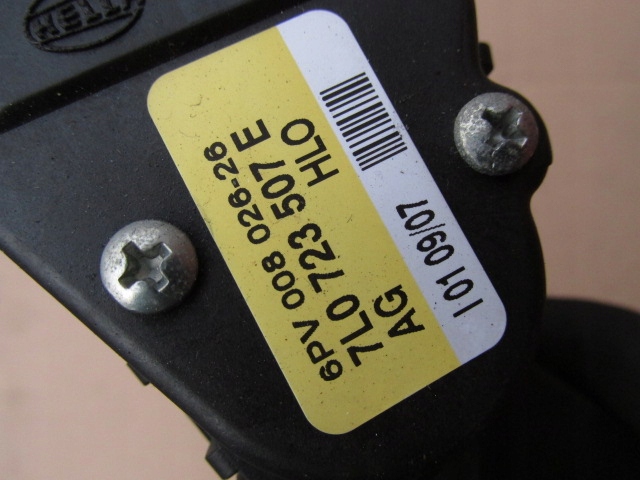 HELLA
6PV 008 026-26
7L0 723 507 E
AG HLO
I 01 09/07